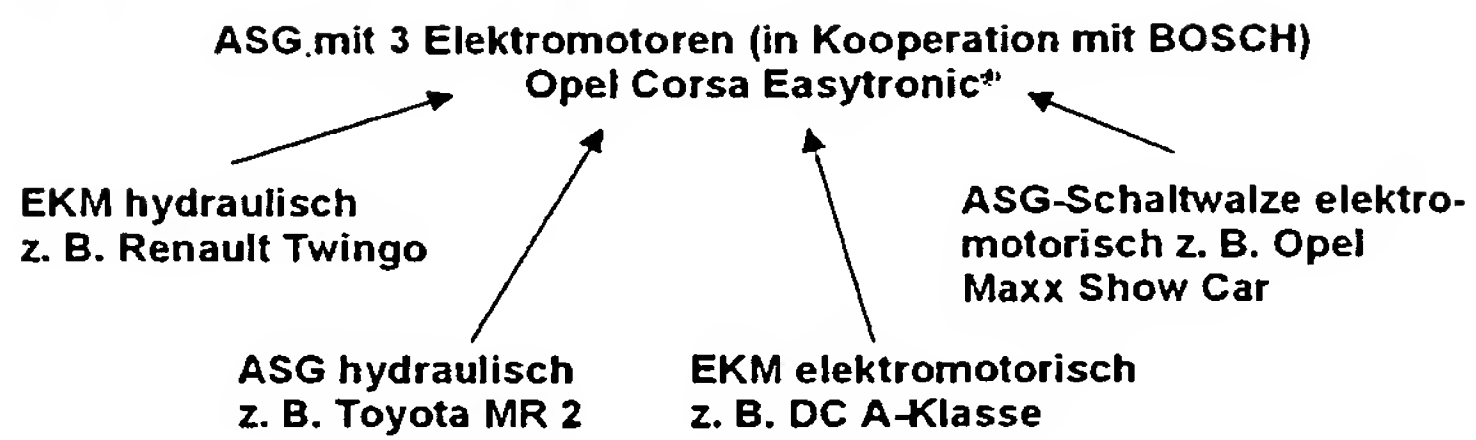 ASG.mit 3 Elektromotoren (in Kooperation mit BOSCH)
Opel Corsa Easytronic
EKM hydraulisch
z. B. Renault Twingo
ASG-Schaltwalze elektro-
motorisch z. B. Opel
Maxx Show Car
ASG hydraulisch
z. B. Toyota MR 2
EKM elektromotorisch
z. B. DC A-Klasse